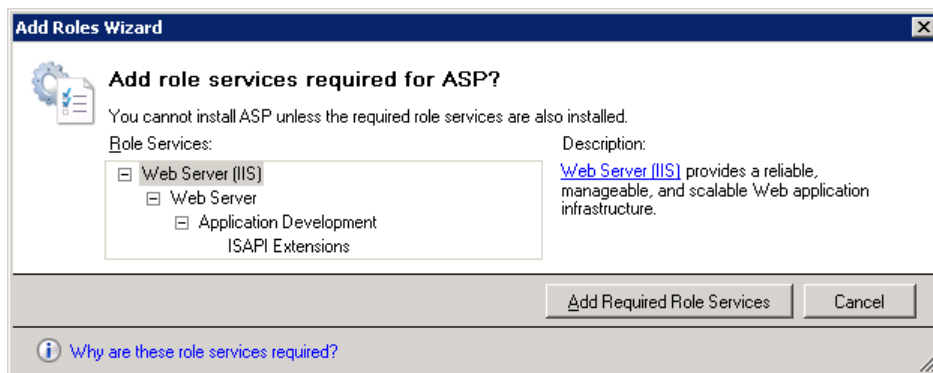 Add Roles Wizard
Add role services required for ASP?
You cannot install ASP unless the required role services are also installed.
Role Services:
Web Server (IIS)
Web Server
Application Development
ISAPI Extensions
Description:
Web Server (IIS) provides a reliable,
manageable, and scalable Web application
infrastructure.
Add Required Role Services
Cancel
Why are these role services required?